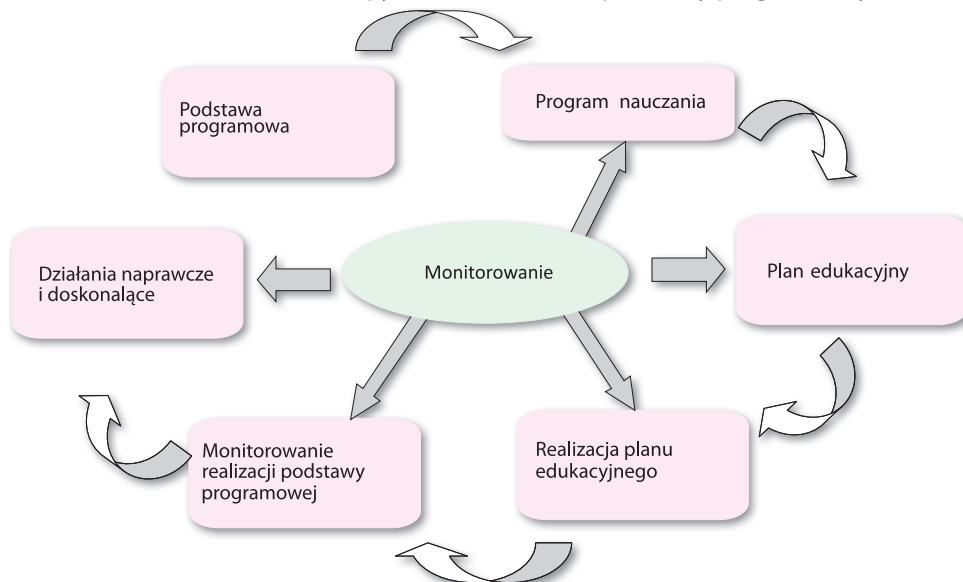 Podstawa
programowa
Program nauczania
Działania naprawcze
i doskonalące
Monitorowanie
Plan edukacyjny
Monitorowanie
realizacji podstawy
programowej
Realizacja planu
edukacyjnego